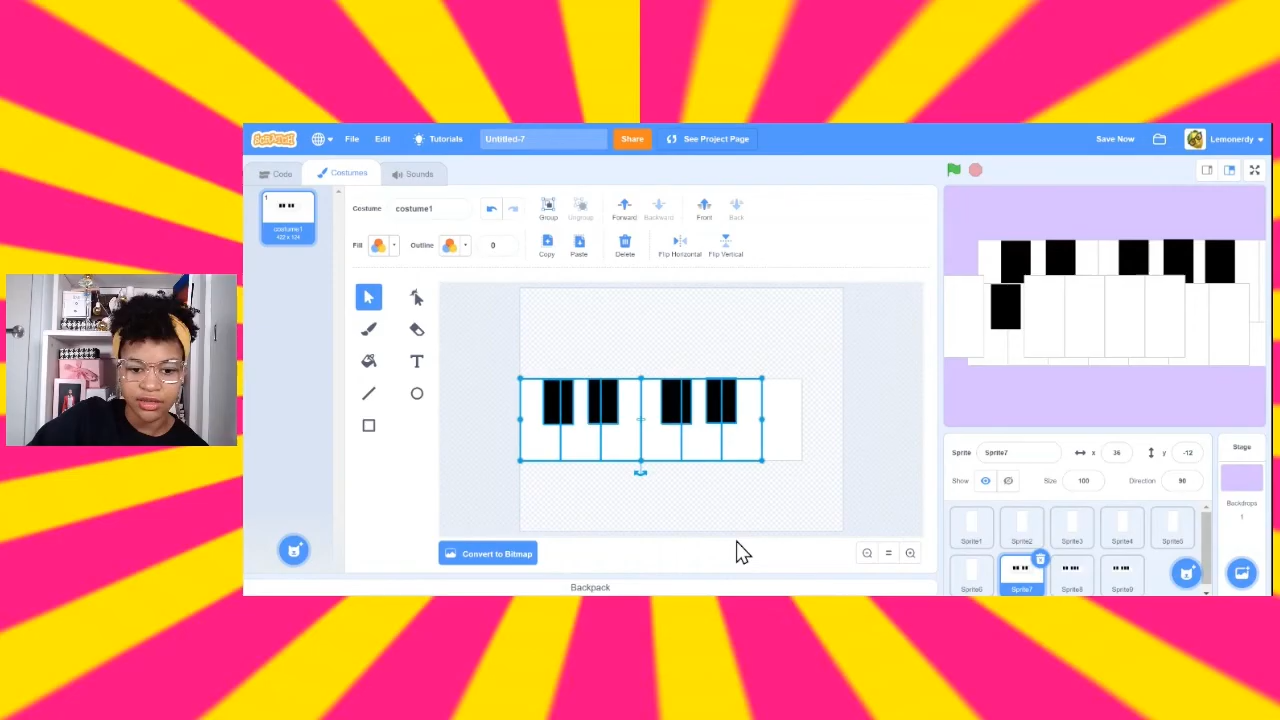 SCRATCH File Edit Tutorials Untitled-7 Share See Project Page Save Now Lemonerdy
Code Costumes Sounds
1
costume1
422 x 124
Costume costume1 Group Ungroup Forward Backward Front Back
Fill Outline 0 Copy Paste Delete Flip Horizontal Flip Vertical
Convert to Bitmap
Backpack
Sprite Sprite7 x 36 y -12
Show Size 100 Direction 90
Stage
Backdrops
1
Sprite1 Sprite2 Sprite3 Sprite4 Sprite5
Sprite6 Sprite7 Sprite8 Sprite9